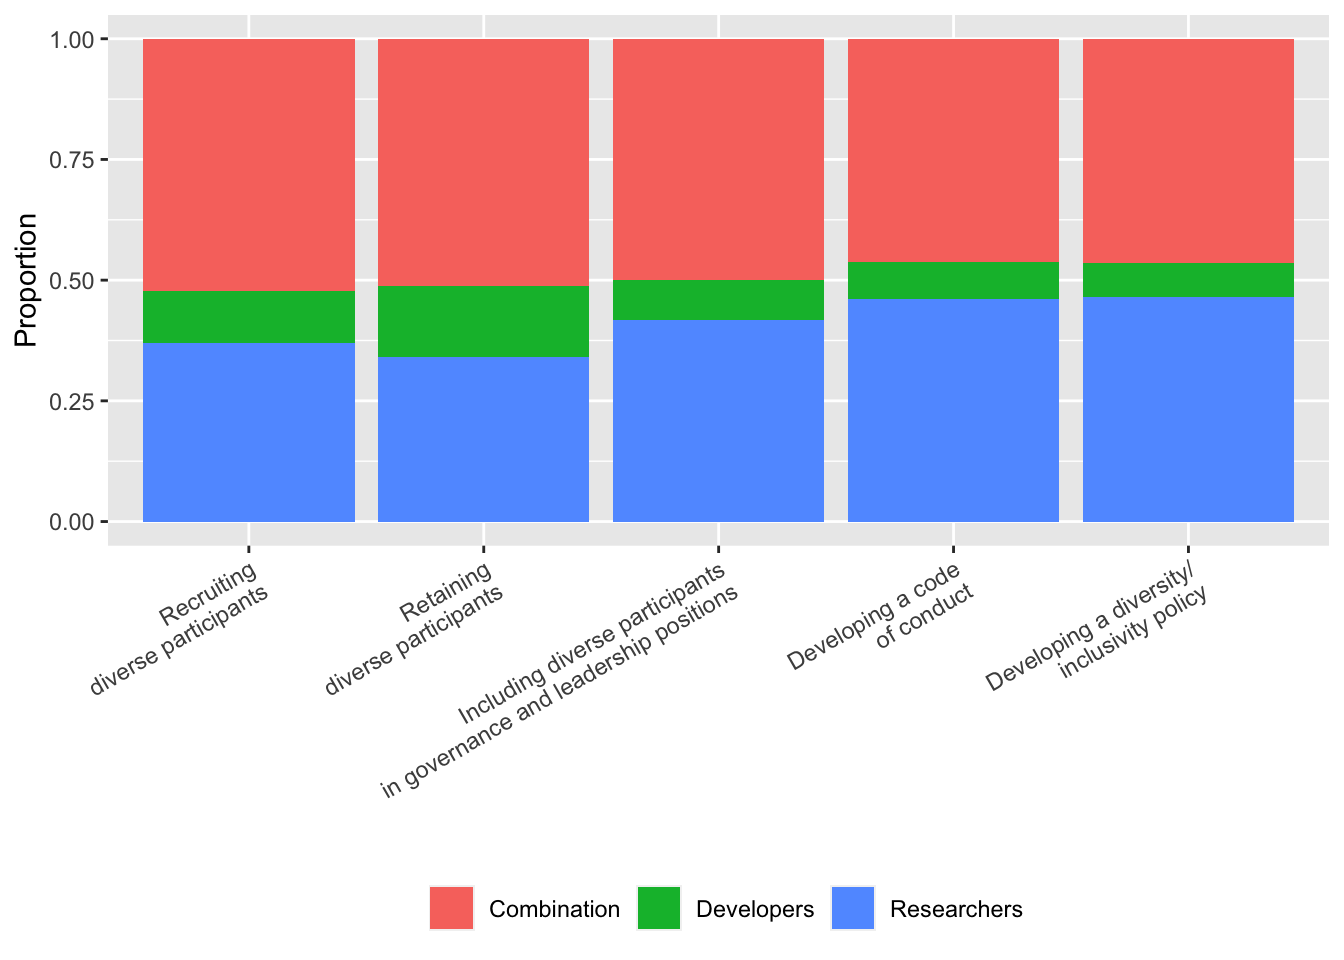 Proportion
1.00
0.75
0.50
0.25
0.00
Recruiting
diverse participants
Retaining
diverse participants
Including diverse participants
in governance and leadership positions
Developing a code
of conduct
Developing a diversity/
inclusivity policy
Combination
Developers
Researchers